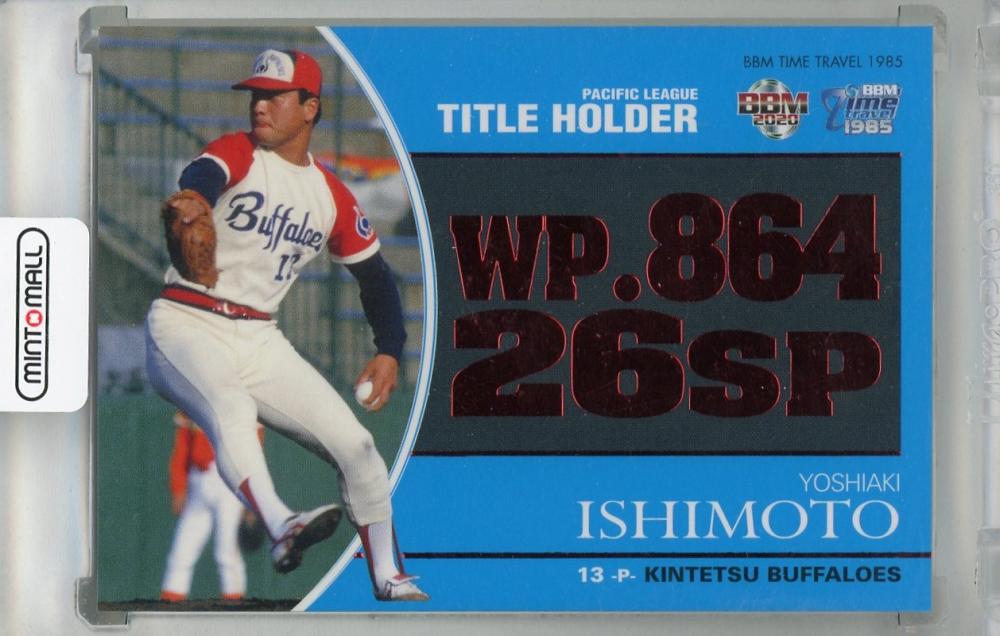 BBM TIME TRAVEL 1985
PACIFIC LEAGUE
TITLE HOLDER
BBM
2020
BBM
Time
travel
1985
WP.864
26SP
YOSHIAKI
ISHIMOTO
13 -P- KINTETSU BUFFALOES
Buffaloes
MINTOMALL